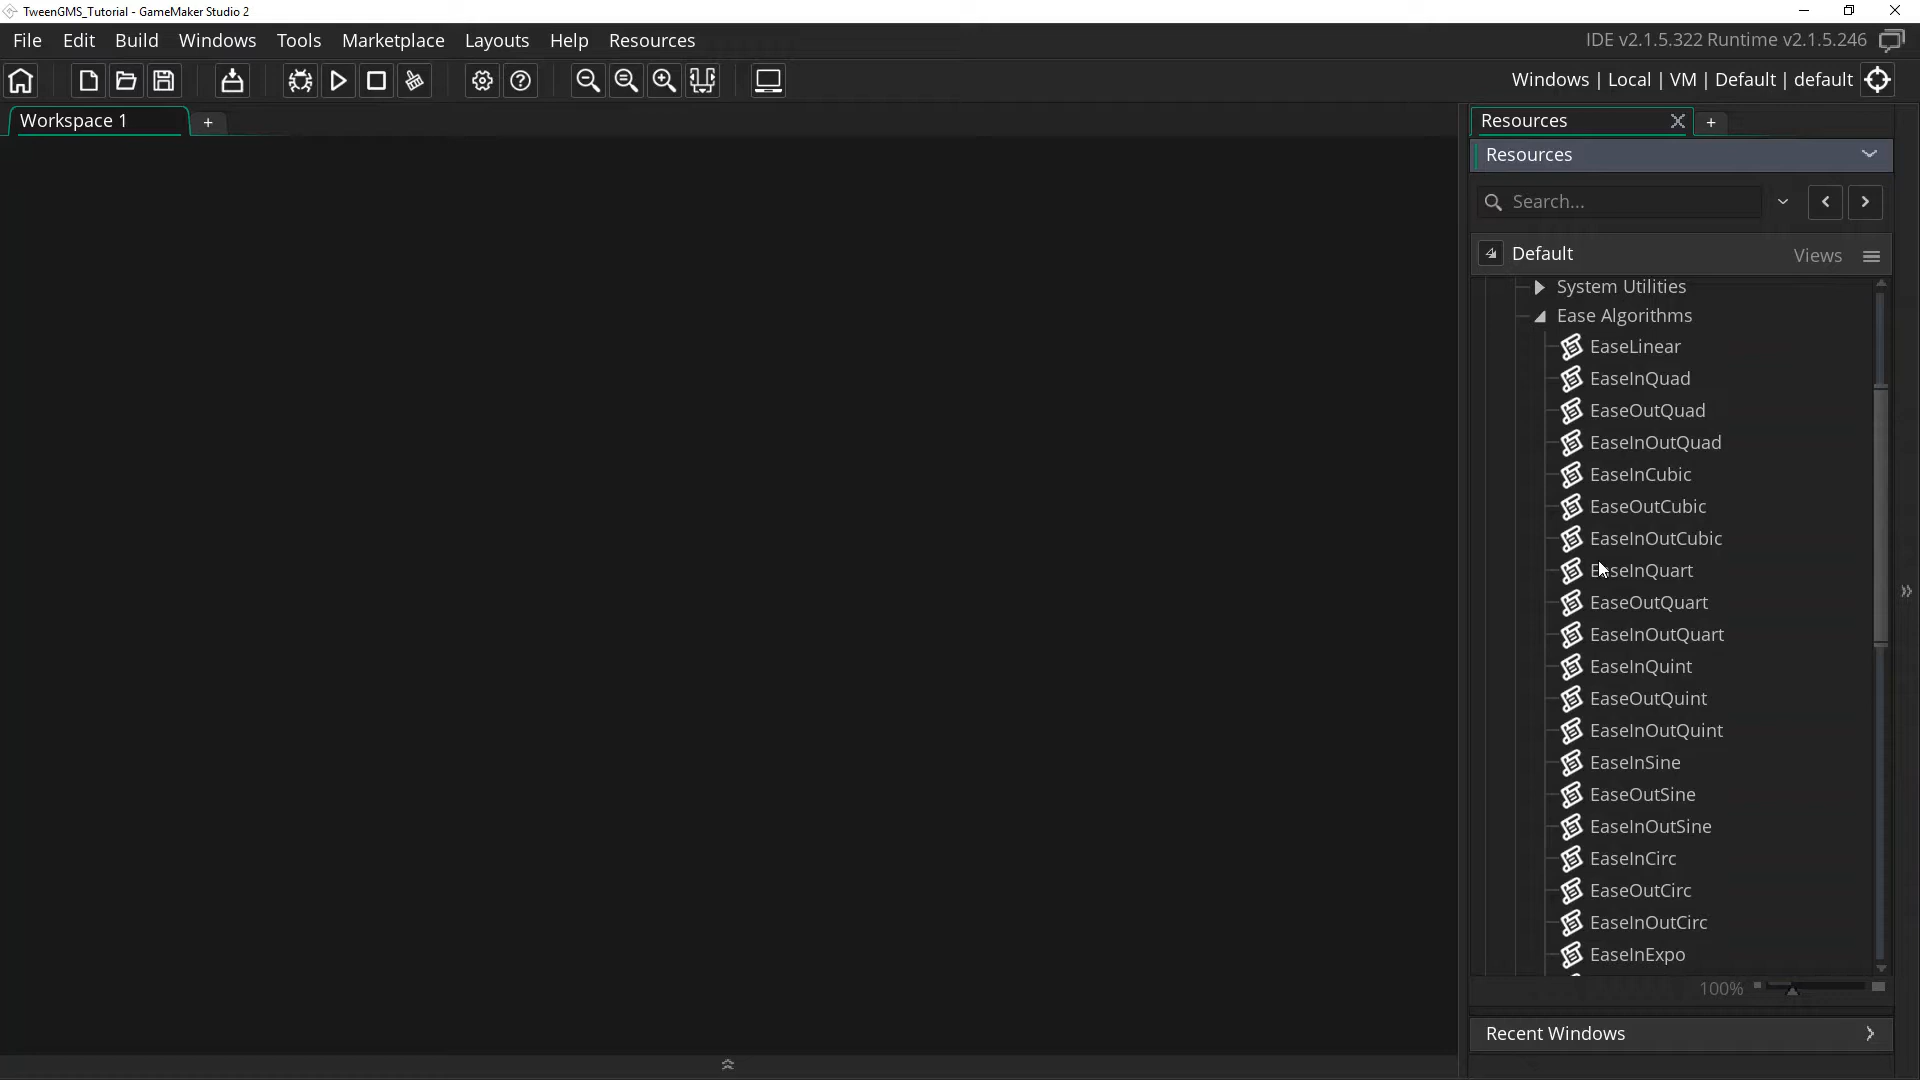 TweenGMS_Tutorial - GameMaker Studio 2
File Edit Build Windows Tools Marketplace Layouts Help Resources
IDE v2.1.5.322 Runtime v2.1.5.246
Windows | Local | VM | Default | default
Workspace 1
Resources
Resources
Search...
Default
Views
System Utilities
Ease Algorithms
EaseLinear
EaseInQuad
EaseOutQuad
EaseInOutQuad
EaseInCubic
EaseOutCubic
EaseInOutCubic
EaseInQuart
EaseOutQuart
EaseInOutQuart
EaseInQuint
EaseOutQuint
EaseInOutQuint
EaseInSine
EaseOutSine
EaseInOutSine
EaseInCirc
EaseOutCirc
EaseInOutCirc
EaseInExpo
100%
Recent Windows